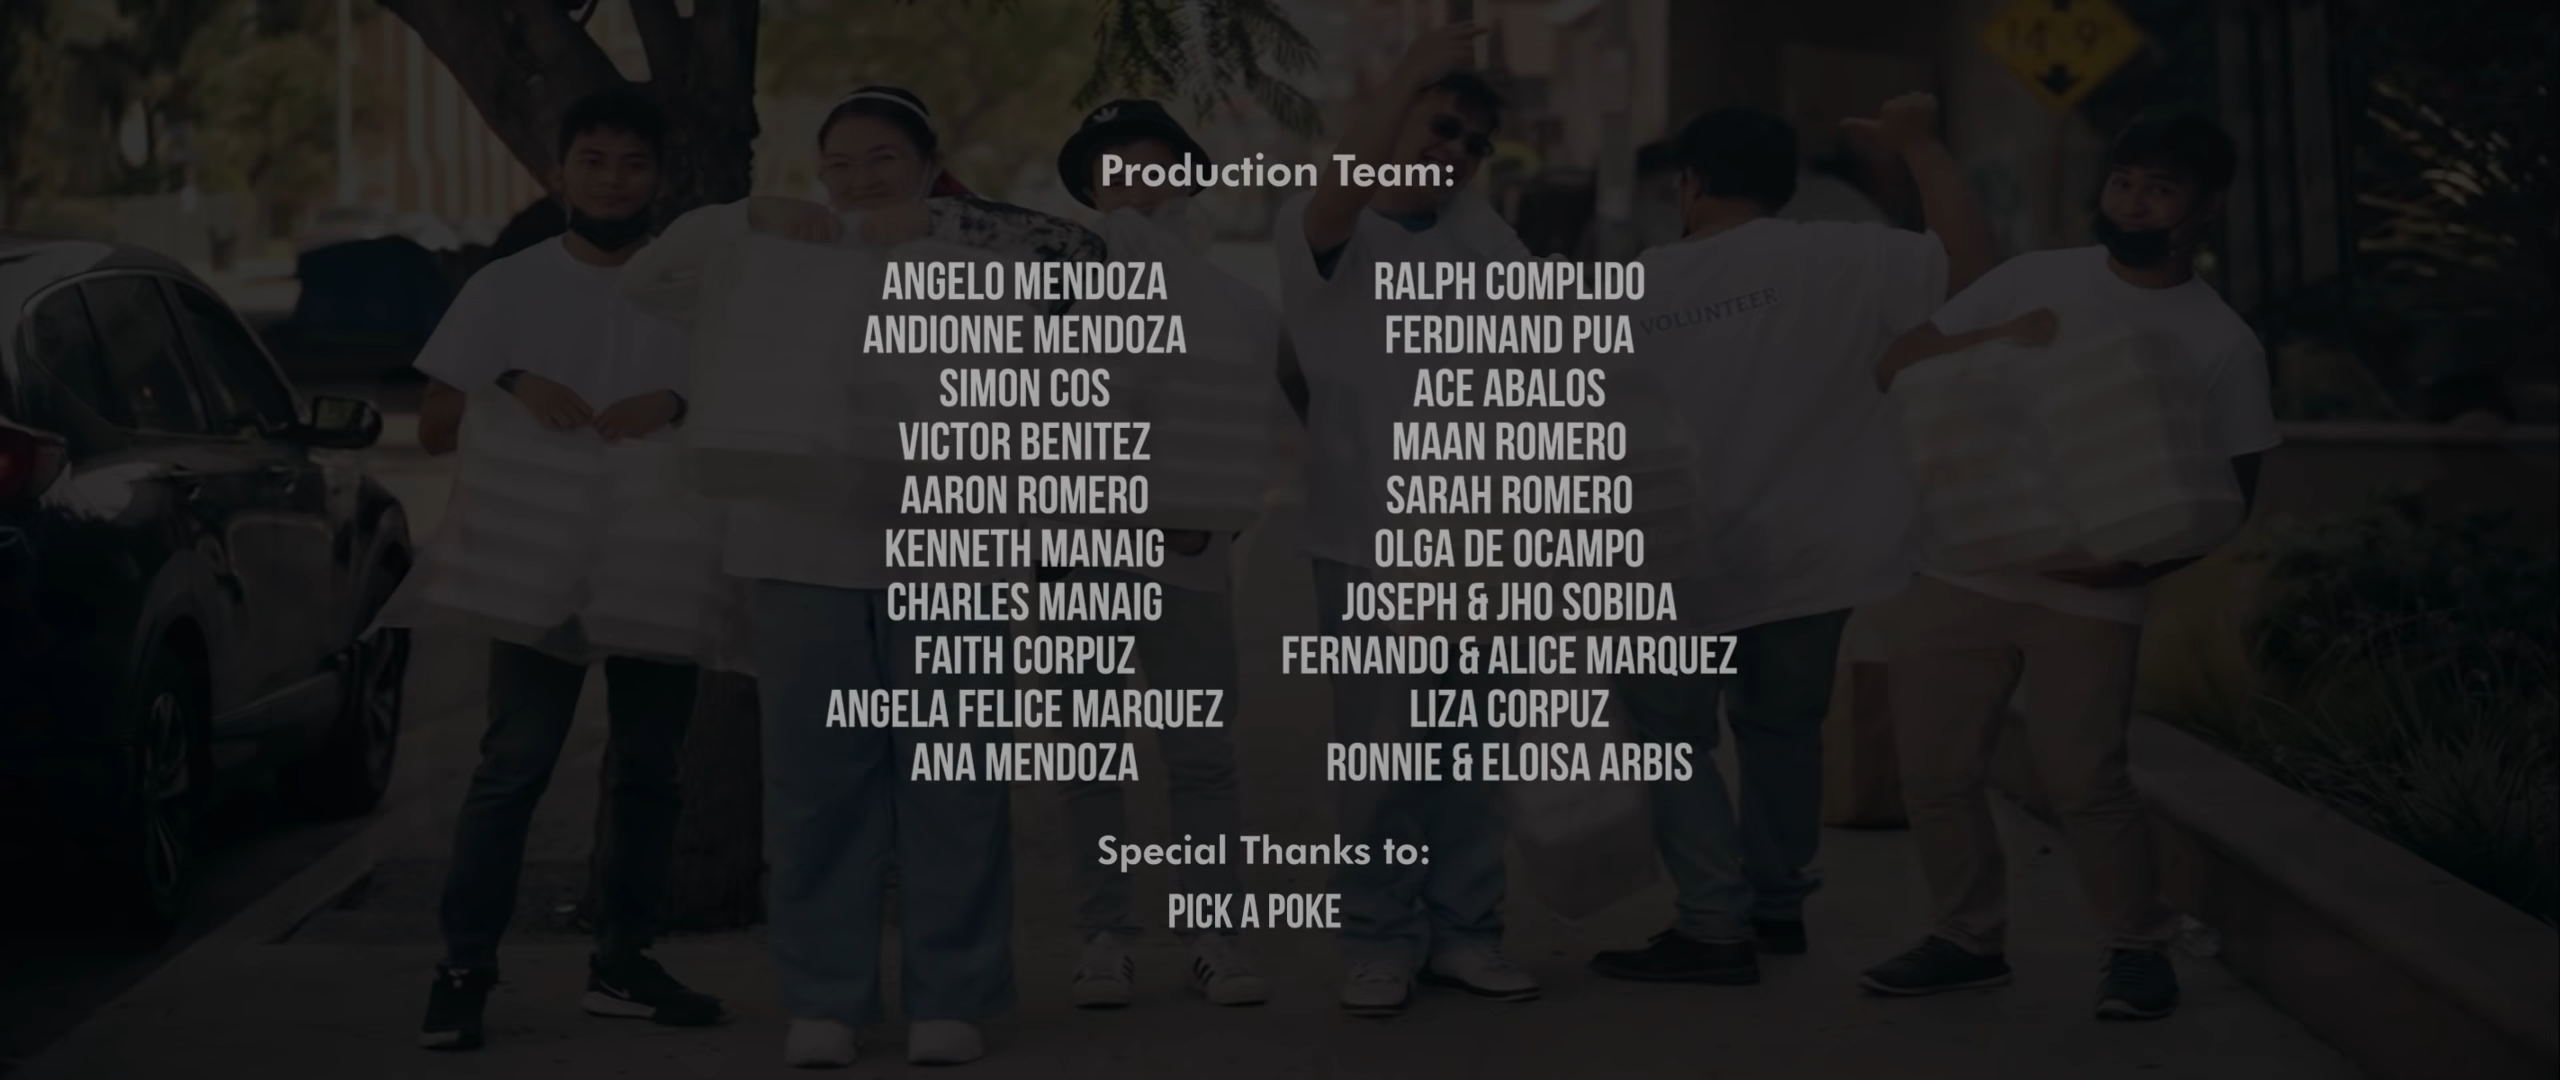 Production Team:
ANGELO MENDOZA
ANDIONNE MENDOZA
SIMON COS
VICTOR BENITEZ
AARON ROMERO
KENNETH MANAIG
CHARLES MANAIG
FAITH CORPUZ
ANGELA FELICE MARQUEZ
ANA MENDOZA
RALPH COMPLIDO
FERDINAND PUA
ACE ABALOS
MAAN ROMERO
SARAH ROMERO
OLGA DE OCAMPO
JOSEPH & JHO SOBIDA
FERNANDO & ALICE MARQUEZ
LIZA CORPUZ
RONNIE & ELOISA ARBIS
Special Thanks to:
PICK A POKE
VOLUNTEER